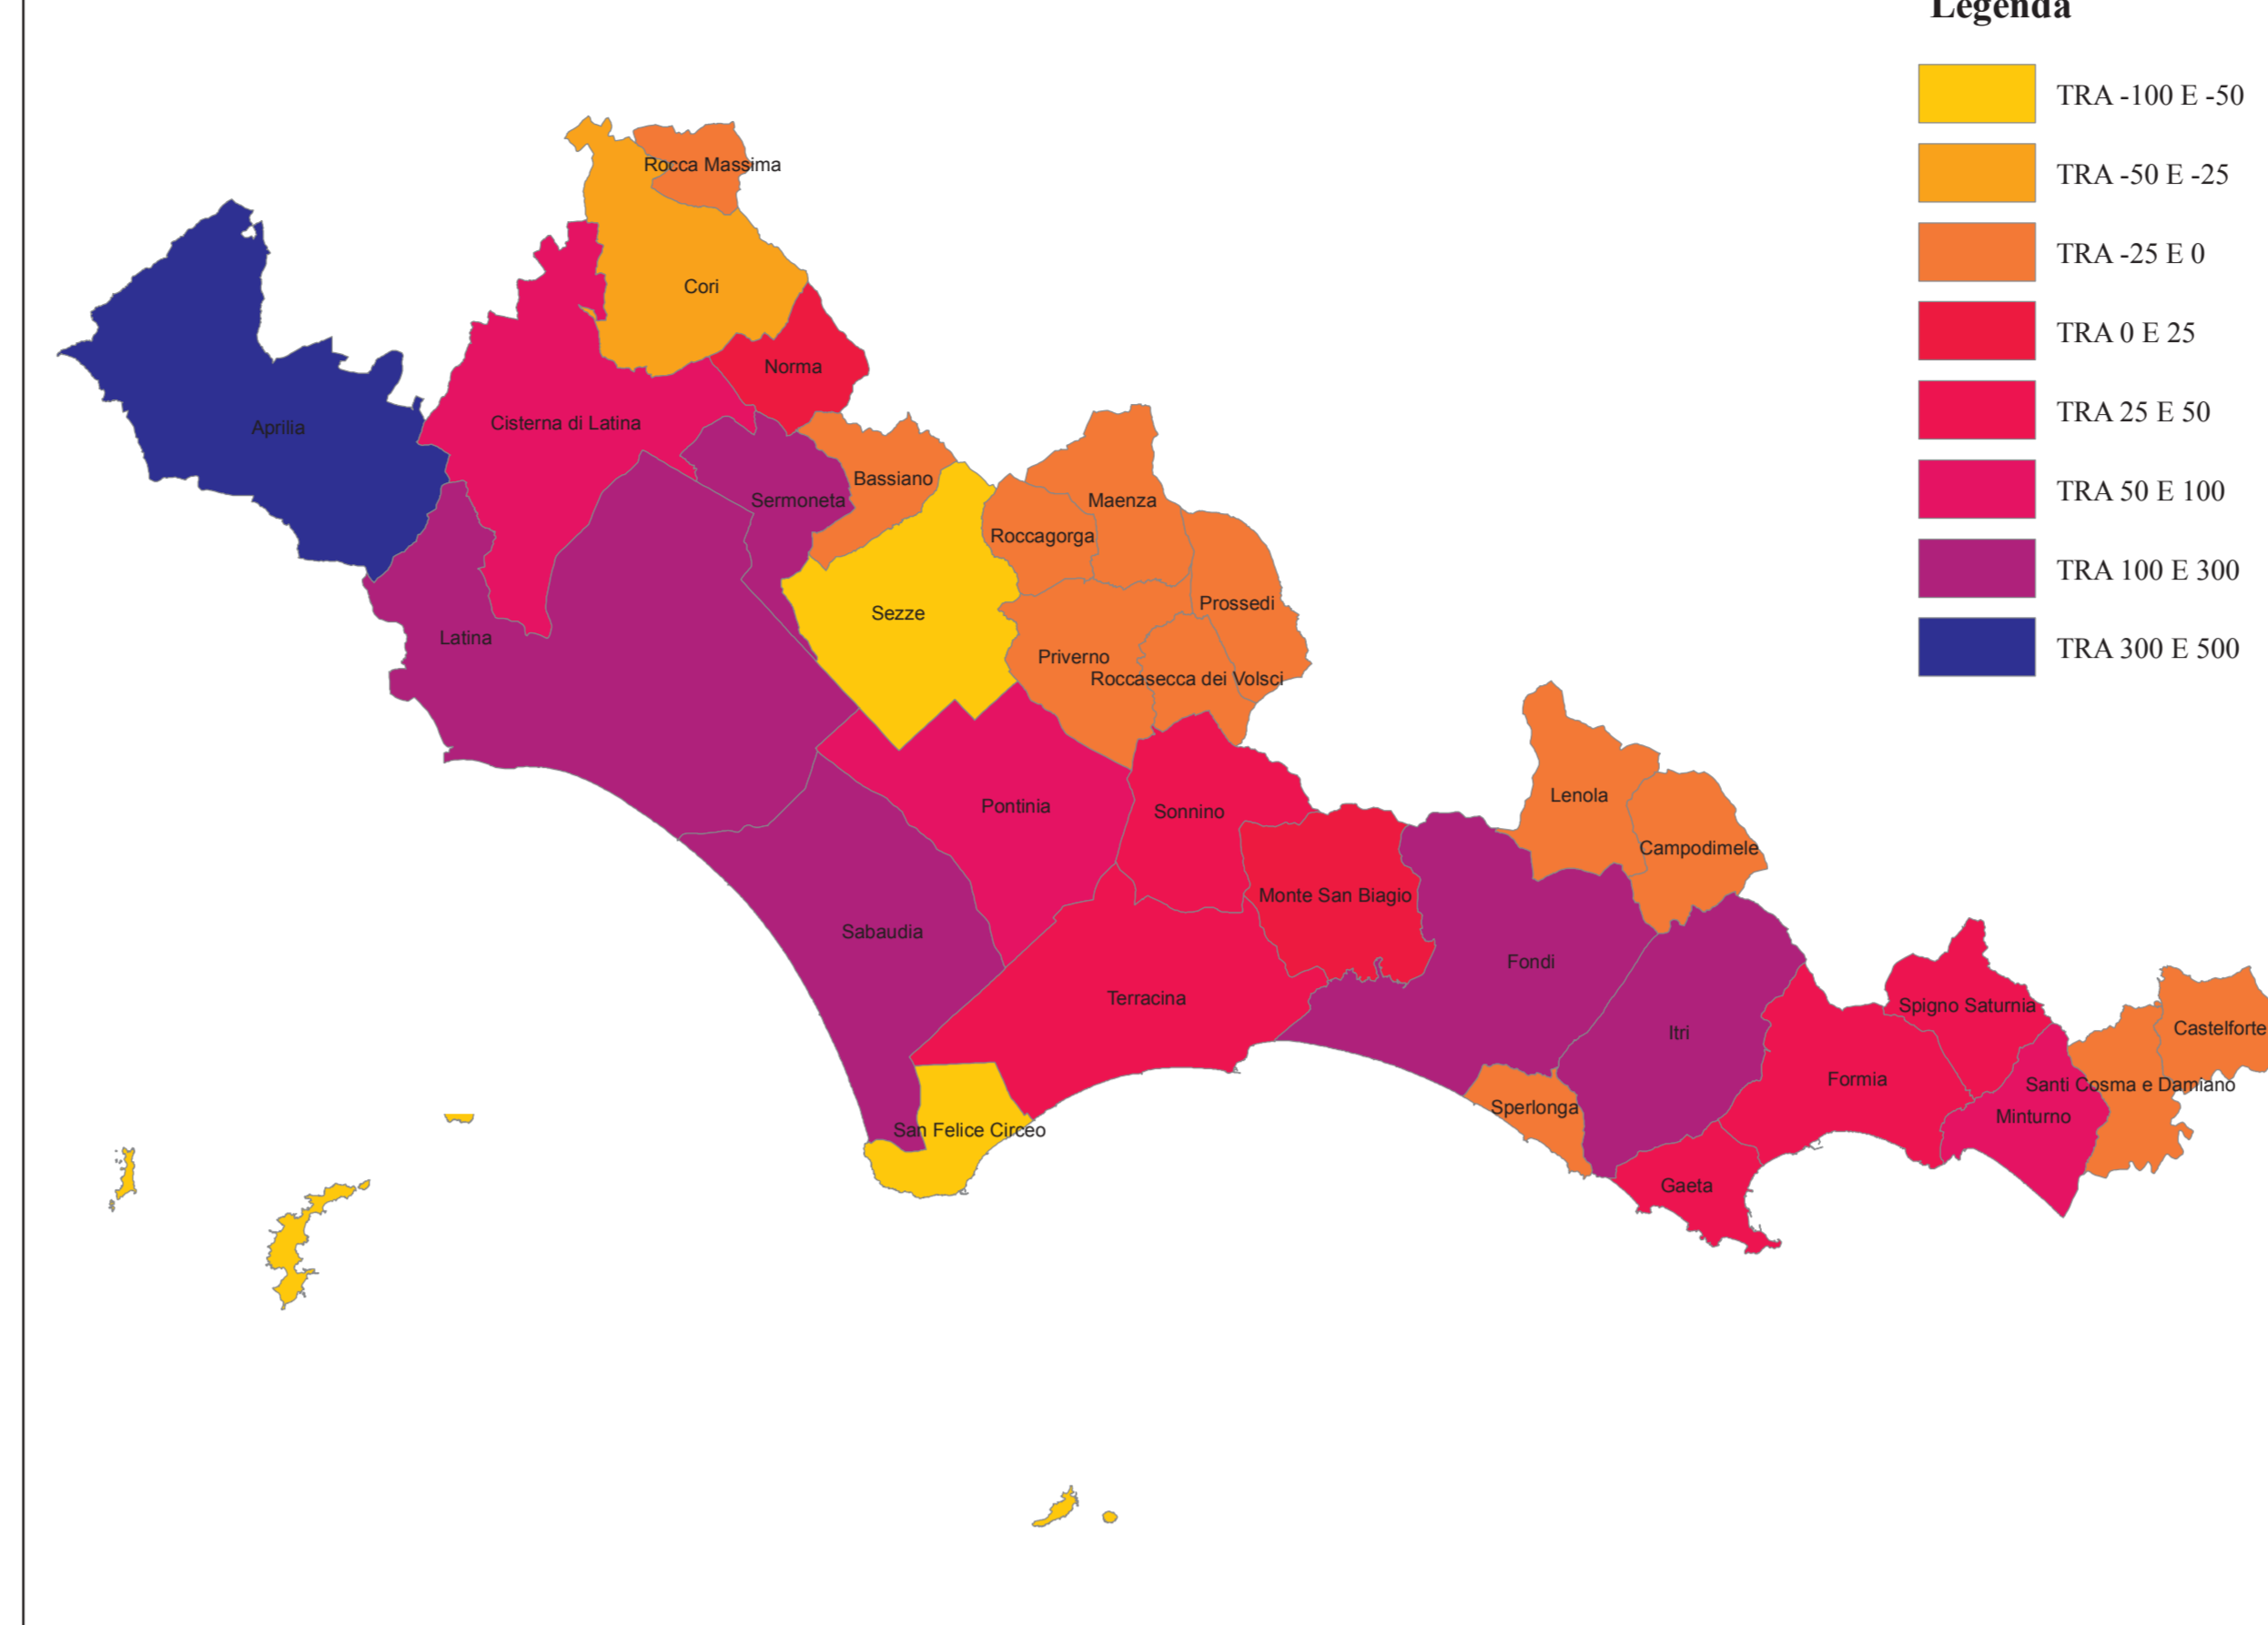 Legenda
TRA -100 E -50
TRA -50 E -25
TRA -25 E 0
TRA 0 E 25
TRA 25 E 50
TRA 50 E 100
TRA 100 E 300
TRA 300 E 500
Rocca Massima
Cori
Norma
Aprilia
Cisterna di Latina
Bassiano
Sermoneta
Maenza
Roccagorga
Prossedi
Sezze
Latina
Priverno
Roccasecca dei Volsci
Lenola
Pontinia
Sonnino
Campodimele
Monte San Biagio
Sabaudia
Fondi
Terracina
Spigno Saturnia
Castelforte
Itri
Formia
Santi Cosma e Damiano
Sperlonga
Minturno
San Felice Circeo
Gaeta